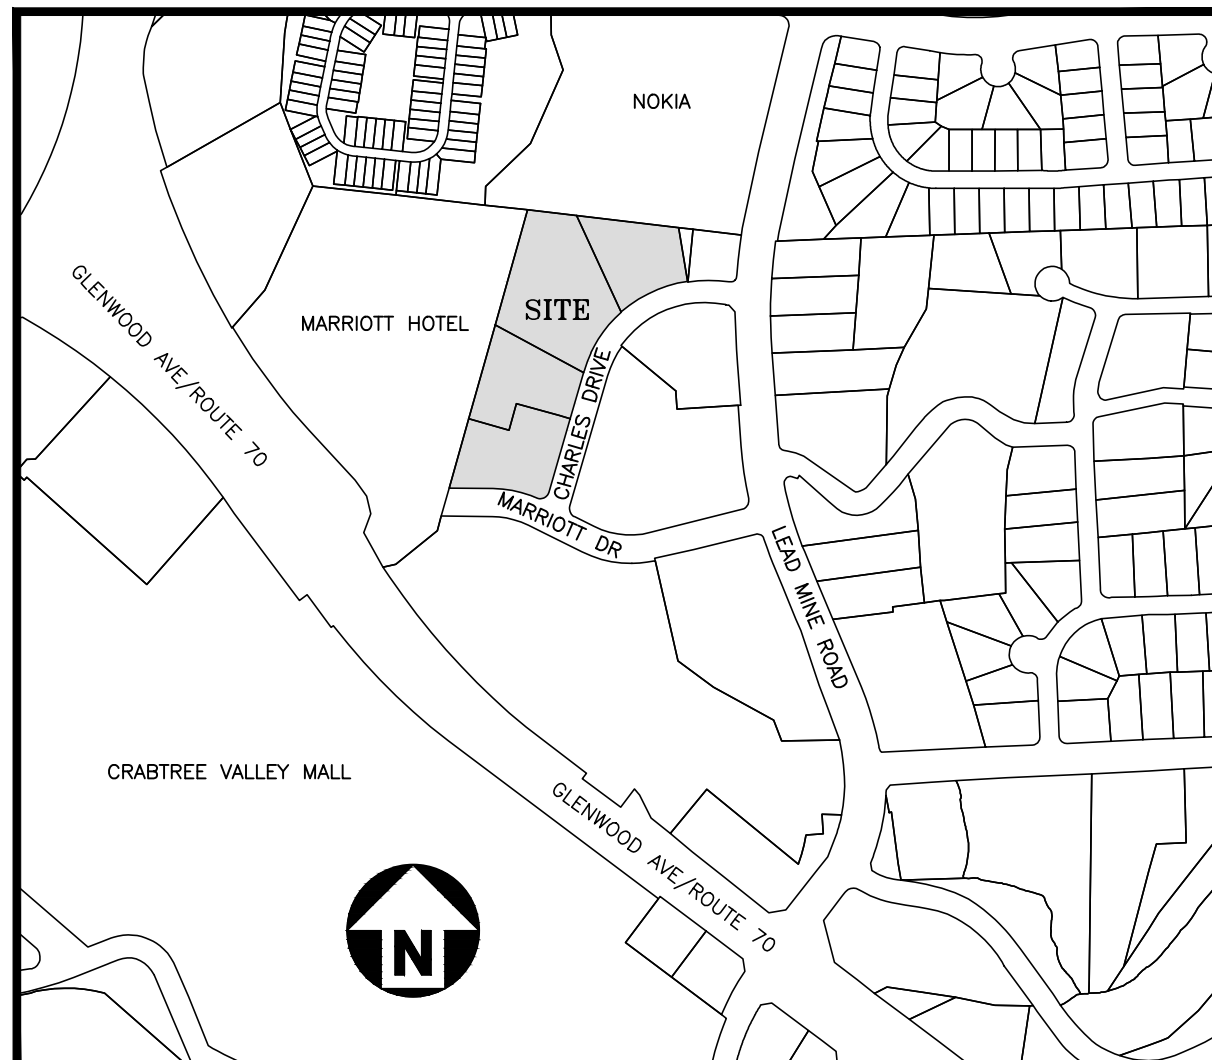 NOKIA
GLENWOOD AVE/ROUTE 70
MARRIOTT HOTEL
SITE
CHARLES DRIVE
MARRIOTT DR
LEAD MINE ROAD
CRABTREE VALLEY MALL
GLENWOOD AVE/ROUTE 70
N